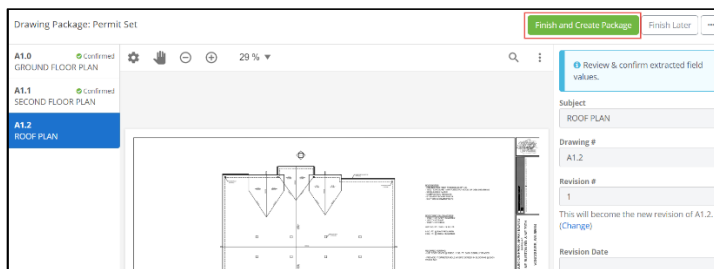 Drawing Package: Permit Set
Finish and Create Package
Finish Later
A1.0
Confirmed
GROUND FLOOR PLAN
A1.1
Confirmed
SECOND FLOOR PLAN
A1.2
ROOF PLAN
29 %
Review & confirm extracted field
values.
Subject
ROOF PLAN
Drawing #
A1.2
Revision #
1
This will become the new revision of A1.2.
(Change)
Revision Date